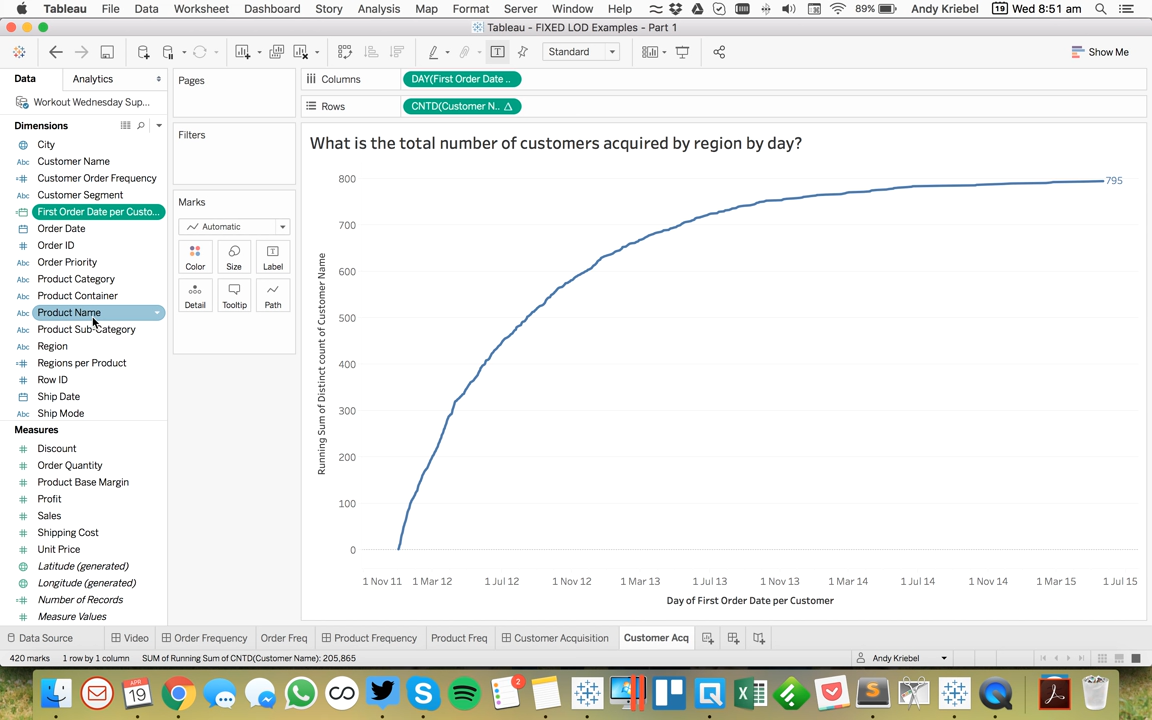 Tableau File Data Worksheet Dashboard Story Analysis Map Format Server Window Help 89% Andy Kriebel 19 Wed 8:51 am
Tableau - FIXED LOD Examples - Part 1
Standard Show Me
Data Analytics
Workout Wednesday Sup...
Dimensions
City
Abc Customer Name
Customer Order Frequency
Abc Customer Segment
First Order Date per Custo...
Order Date
Order ID
Abc Order Priority
Abc Product Category
Abc Product Container
Abc Product Name
Abc Product Sub-Category
Abc Region
Regions per Product
Row ID
Ship Date
Abc Ship Mode
Measures
Discount
Order Quantity
Product Base Margin
Profit
Sales
Shipping Cost
Unit Price
Latitude (generated)
Longitude (generated)
Number of Records
Measure Values
Pages
Filters
Marks
Automatic
Color Size Label
Detail Tooltip Path
Columns DAY(First Order Date ..
Rows CNTD(Customer N.. △
What is the total number of customers acquired by region by day?
Running Sum of Distinct count of Customer Name
800
700
600
500
400
300
200
100
0
795
1 Nov 11 1 Mar 12 1 Jul 12 1 Nov 12 1 Mar 13 1 Jul 13 1 Nov 13 1 Mar 14 1 Jul 14 1 Nov 14 1 Mar 15 1 Jul 15
Day of First Order Date per Customer
Data Source Video Order Frequency Order Freq Product Frequency Product Freq Customer Acquisition Customer Acq
420 marks 1 row by 1 column SUM of Running Sum of CNTD(Customer Name): 205,865 Andy Kriebel
APR
19
2